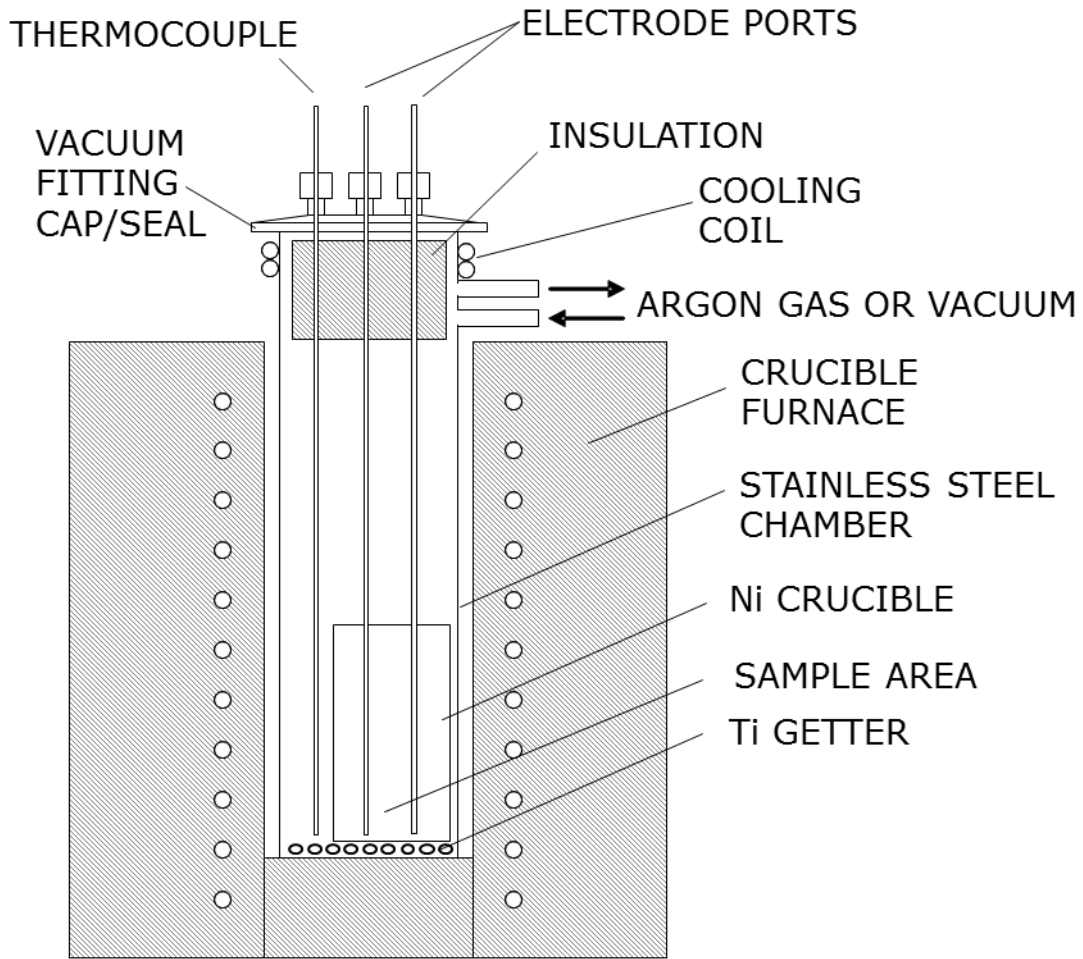 THERMOCOUPLE
ELECTRODE PORTS
VACUUM
FITTING
CAP/SEAL
INSULATION
COOLING
COIL
ARGON GAS OR VACUUM
CRUCIBLE
FURNACE
STAINLESS STEEL
CHAMBER
Ni CRUCIBLE
SAMPLE AREA
Ti GETTER